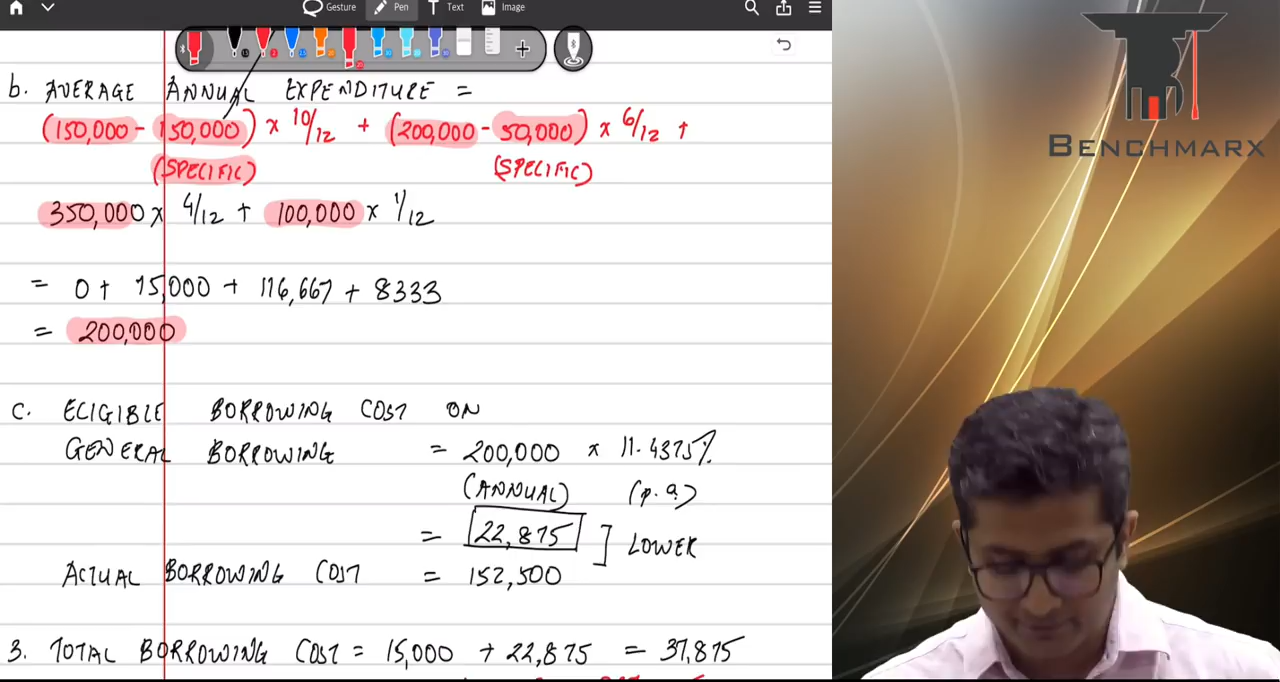 Gesture Pen Text Image
b. AVERAGE ANNUAL EXPENDITURE =
(150,000 - 150,000) x 10/12 + (200,000 - 50,000) x 6/12 +
(SPECIFIC) (SPECIFIC)
350,000 x 4/12 + 100,000 x 1/12
= 0 + 75,000 + 116,667 + 8333
= 200,000
c. ELIGIBLE BORROWING COST ON
GENERAL BORROWING = 200,000 x 11.4375%
(ANNUAL) (p.a.)
= 22,875 ] LOWER
ACTUAL BORROWING COST = 152,500
3. TOTAL BORROWING COST = 15,000 + 22,875 = 37,875
BENCHMARX